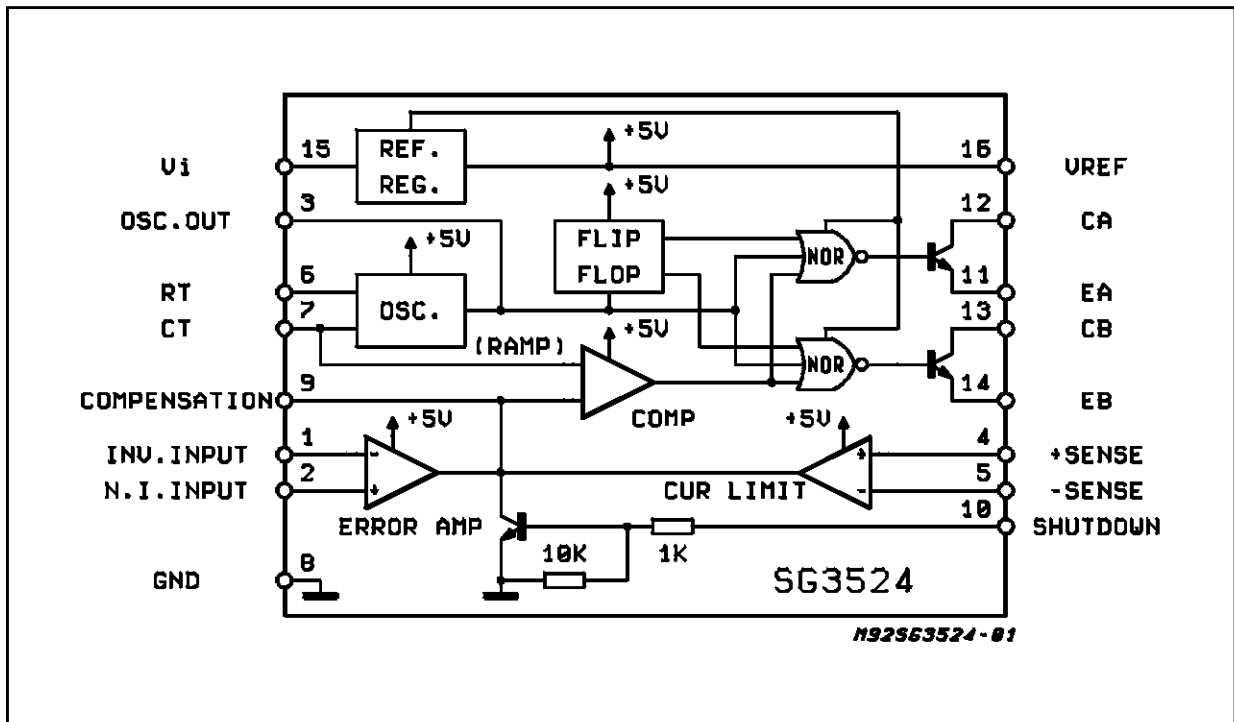 +5V
Vi
15
REF.
REG.
16
VREF
+5V
3
OSC.OUT
12
CA
+5V
FLIP
FLOP
NOR
6
RT
11
EA
7
CT
OSC.
13
CB
+5V
(RAMP)
NOR
9
COMPENSATION
14
EB
COMP
+5V
+5V
1
INV.INPUT
-
+
4
+SENSE
2
N.I.INPUT
+
-
5
-SENSE
CUR LIMIT
ERROR AMP
10
SHUTDOWN
10K
1K
8
GND
SG3524
M92SG3524-01